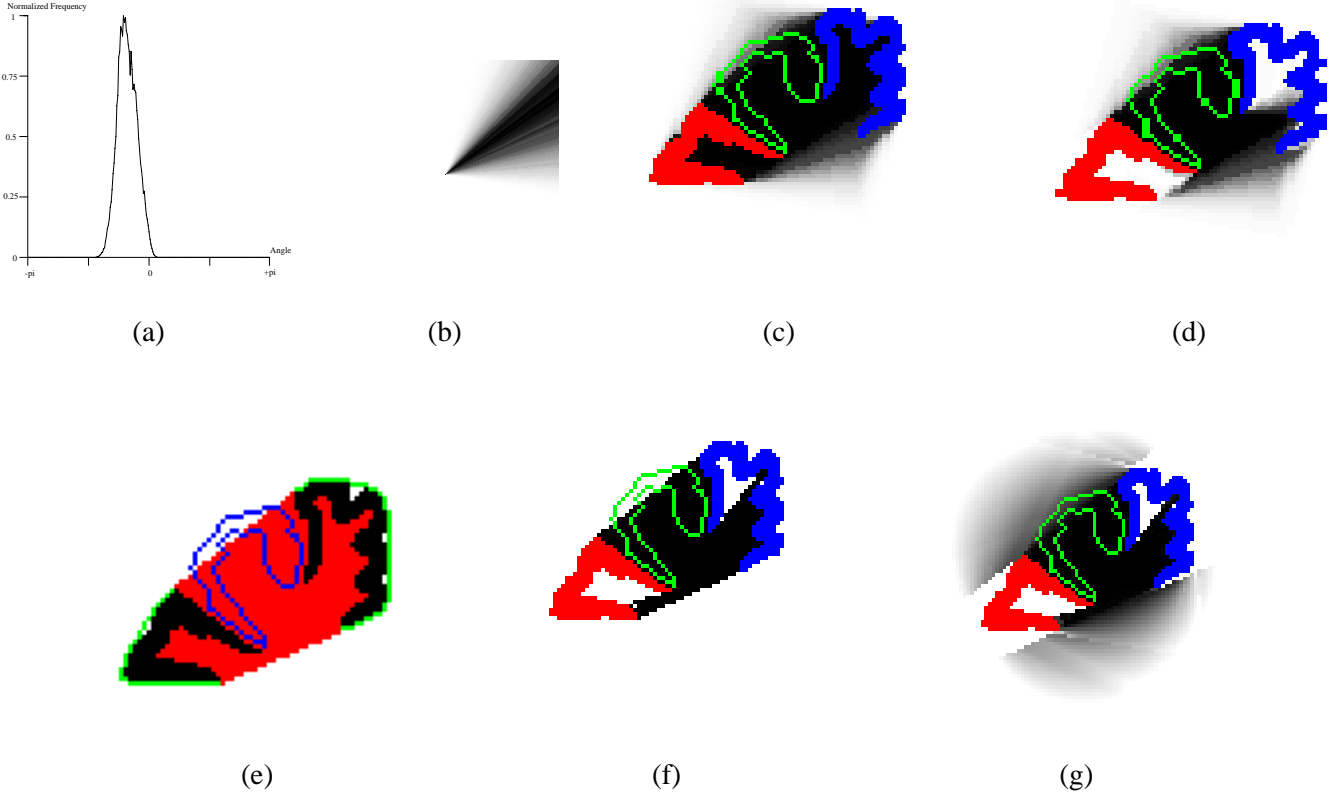 Normalized Frequency
1
0.75
0.5
0.25
0
Angle
-pi
0
+pi
(a)
(b)
(c)
(d)
(e)
(f)
(g)